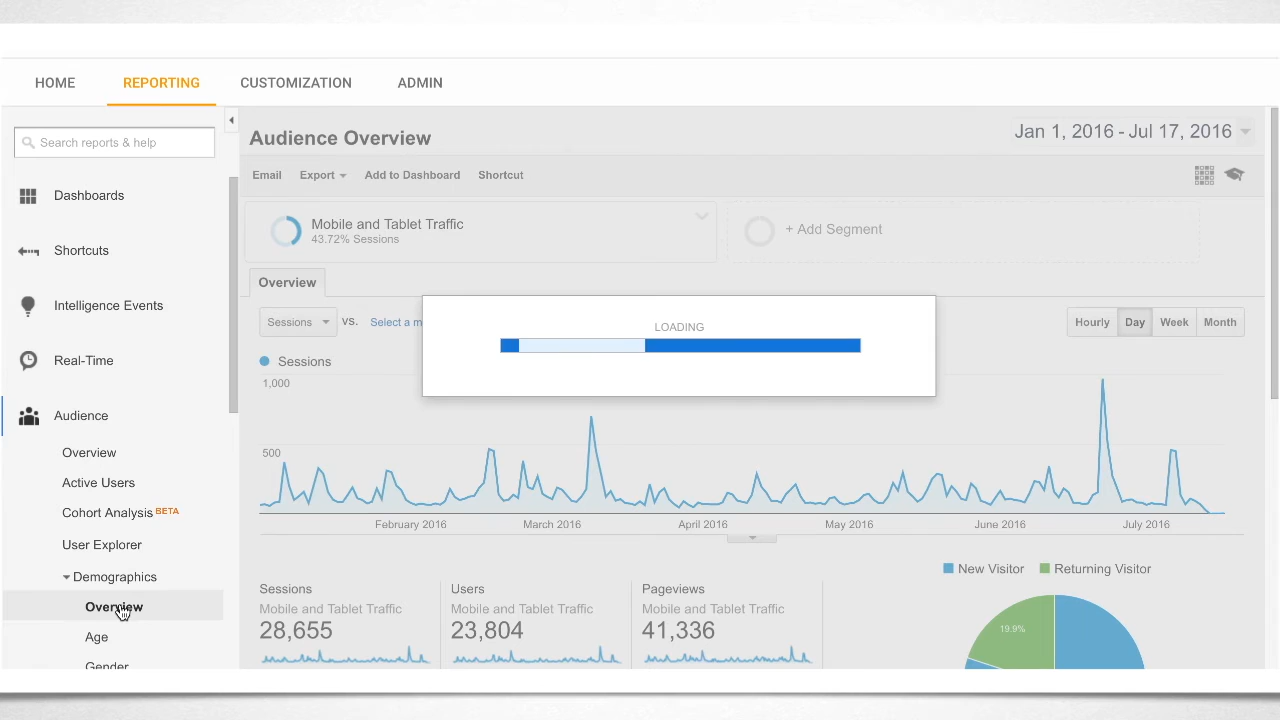 HOME REPORTING CUSTOMIZATION ADMIN
Search reports & help
Dashboards
Shortcuts
Intelligence Events
Real-Time
Audience
Overview
Active Users
Cohort Analysis BETA
User Explorer
Demographics
Overview
Age
Gender
Audience Overview
Jan 1, 2016 - Jul 17, 2016
Email Export Add to Dashboard Shortcut
Mobile and Tablet Traffic
43.72% Sessions
+ Add Segment
Overview
Sessions VS. Select a m
Hourly Day Week Month
LOADING
Sessions
1,000
500
February 2016 March 2016 April 2016 May 2016 June 2016 July 2016
New Visitor Returning Visitor
Sessions
Mobile and Tablet Traffic
28,655
Users
Mobile and Tablet Traffic
23,804
Pageviews
Mobile and Tablet Traffic
41,336
19.9%